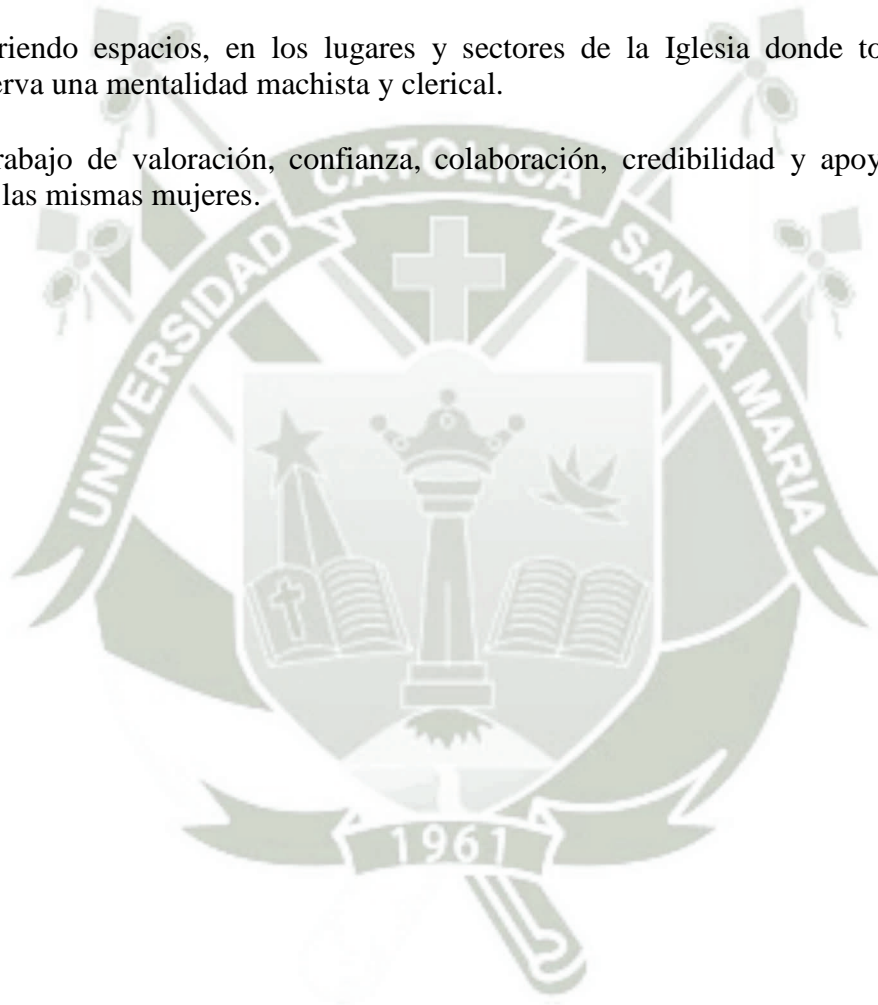 riendo espacios, en los lugares y sectores de la Iglesia donde to
erva una mentalidad machista y clerical.
rabajo de valoración, confianza, colaboración, credibilidad y apoy
las mismas mujeres.
UNIVERSIDAD CATOLICA SANTA MARIA
1961